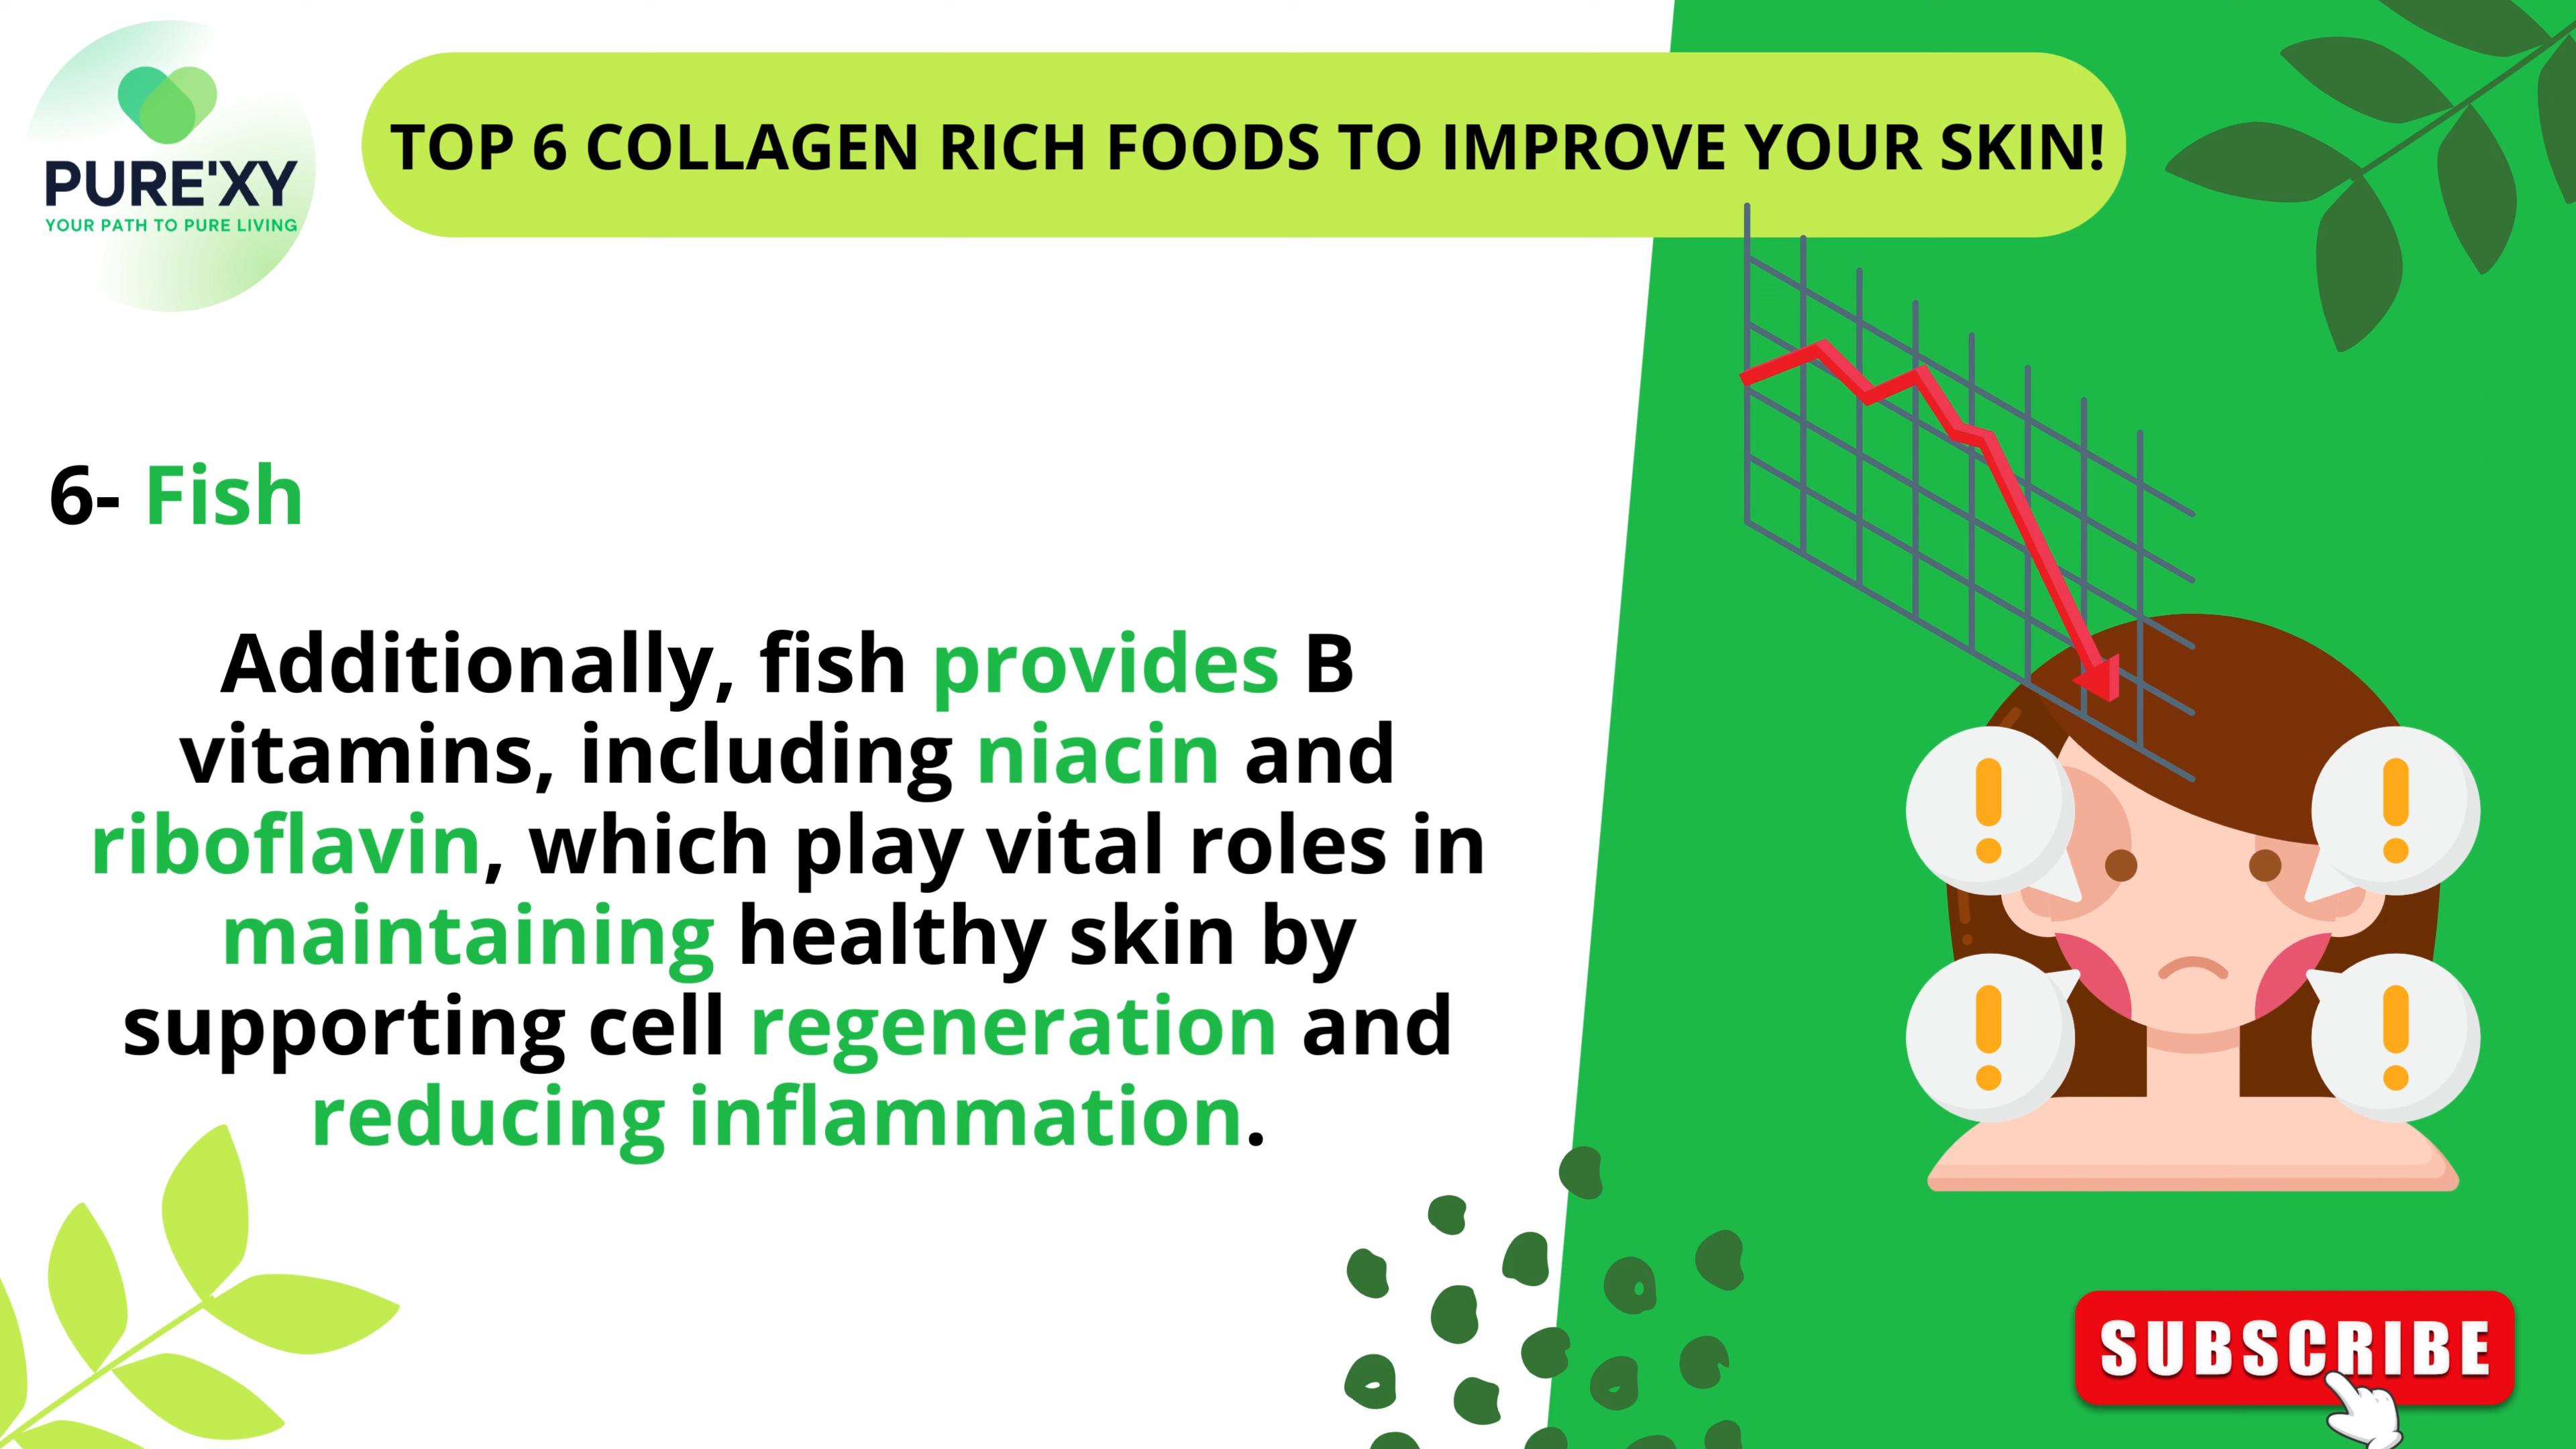 PURE'XY
YOUR PATH TO PURE LIVING
TOP 6 COLLAGEN RICH FOODS TO IMPROVE YOUR SKIN!
6- Fish
Additionally, fish provides B
vitamins, including niacin and
riboflavin, which play vital roles in
maintaining healthy skin by
supporting cell regeneration and
reducing inflammation.
SUBSCRIBE